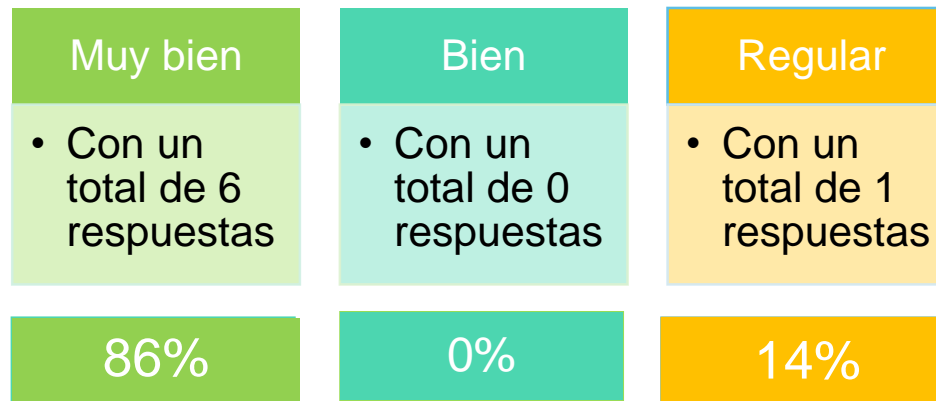 Muy bien
• Con un
total de 6
respuestas
86%
Bien
• Con un
total de 0
respuestas
0%
Regular
• Con un
total de 1
respuestas
14%